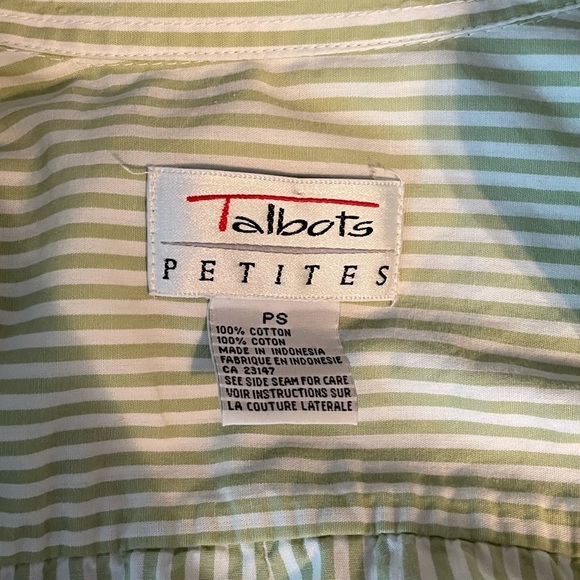 Talbots
PETITES
PS
100% COTTON
100% COTON
MADE IN INDONESIA
FABRIQUE EN INDONESIE
CA 23147
SEE SIDE SEAM FOR CARE
VOIR INSTRUCTIONS SUR
LA COUTURE LATERALE